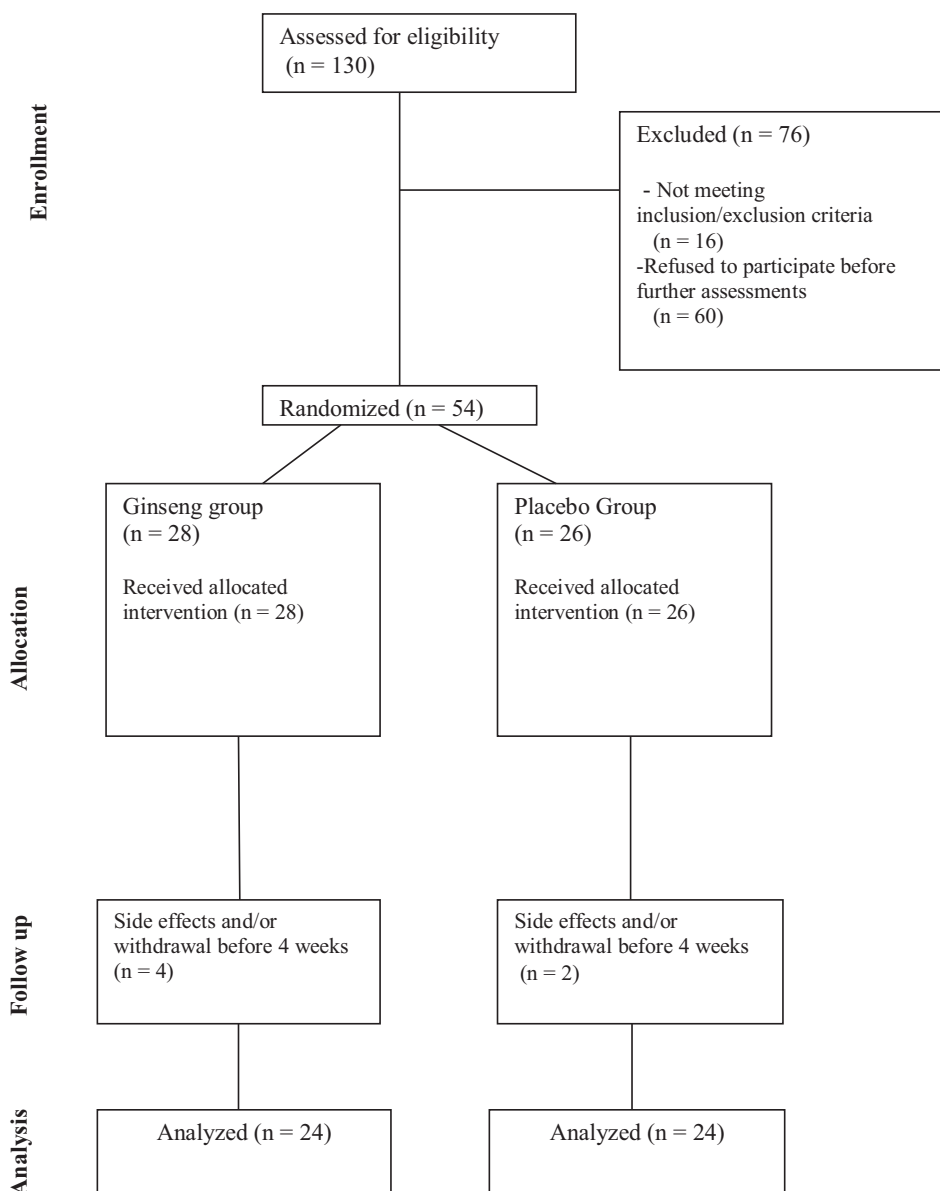 Assessed for eligibility
(n = 130)
Enrollment
Excluded (n = 76)
- Not meeting
inclusion/exclusion criteria
(n = 16)
-Refused to participate before
further assessments
(n = 60)
Randomized (n = 54)
Allocation
Ginseng group
(n = 28)
Received allocated
intervention (n = 28)
Placebo Group
(n = 26)
Received allocated
intervention (n = 26)
Follow up
Side effects and/or
withdrawal before 4 weeks
(n = 4)
Side effects and/or
withdrawal before 4 weeks
(n = 2)
Analysis
Analyzed (n = 24)
Analyzed (n = 24)